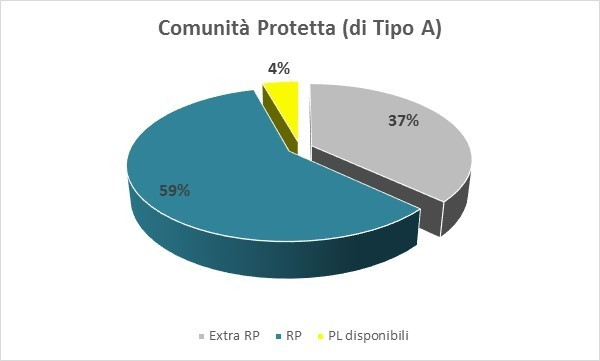 Comunità Protetta (di Tipo A)
4%
37%
59%
Extra RP RP PL disponibili